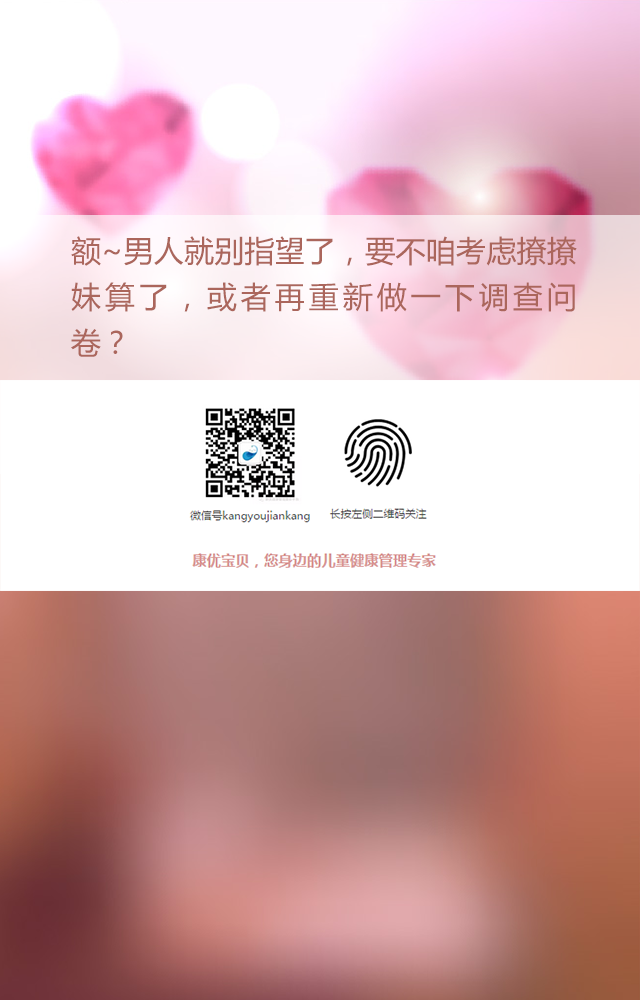 额~男人就别指望了，要不咱考虑撩撩
妹算了，或者再重新做一下调查问
卷？
微信号kangyoujiankang
长按左侧二维码关注
康优宝贝，您身边的儿童健康管理专家